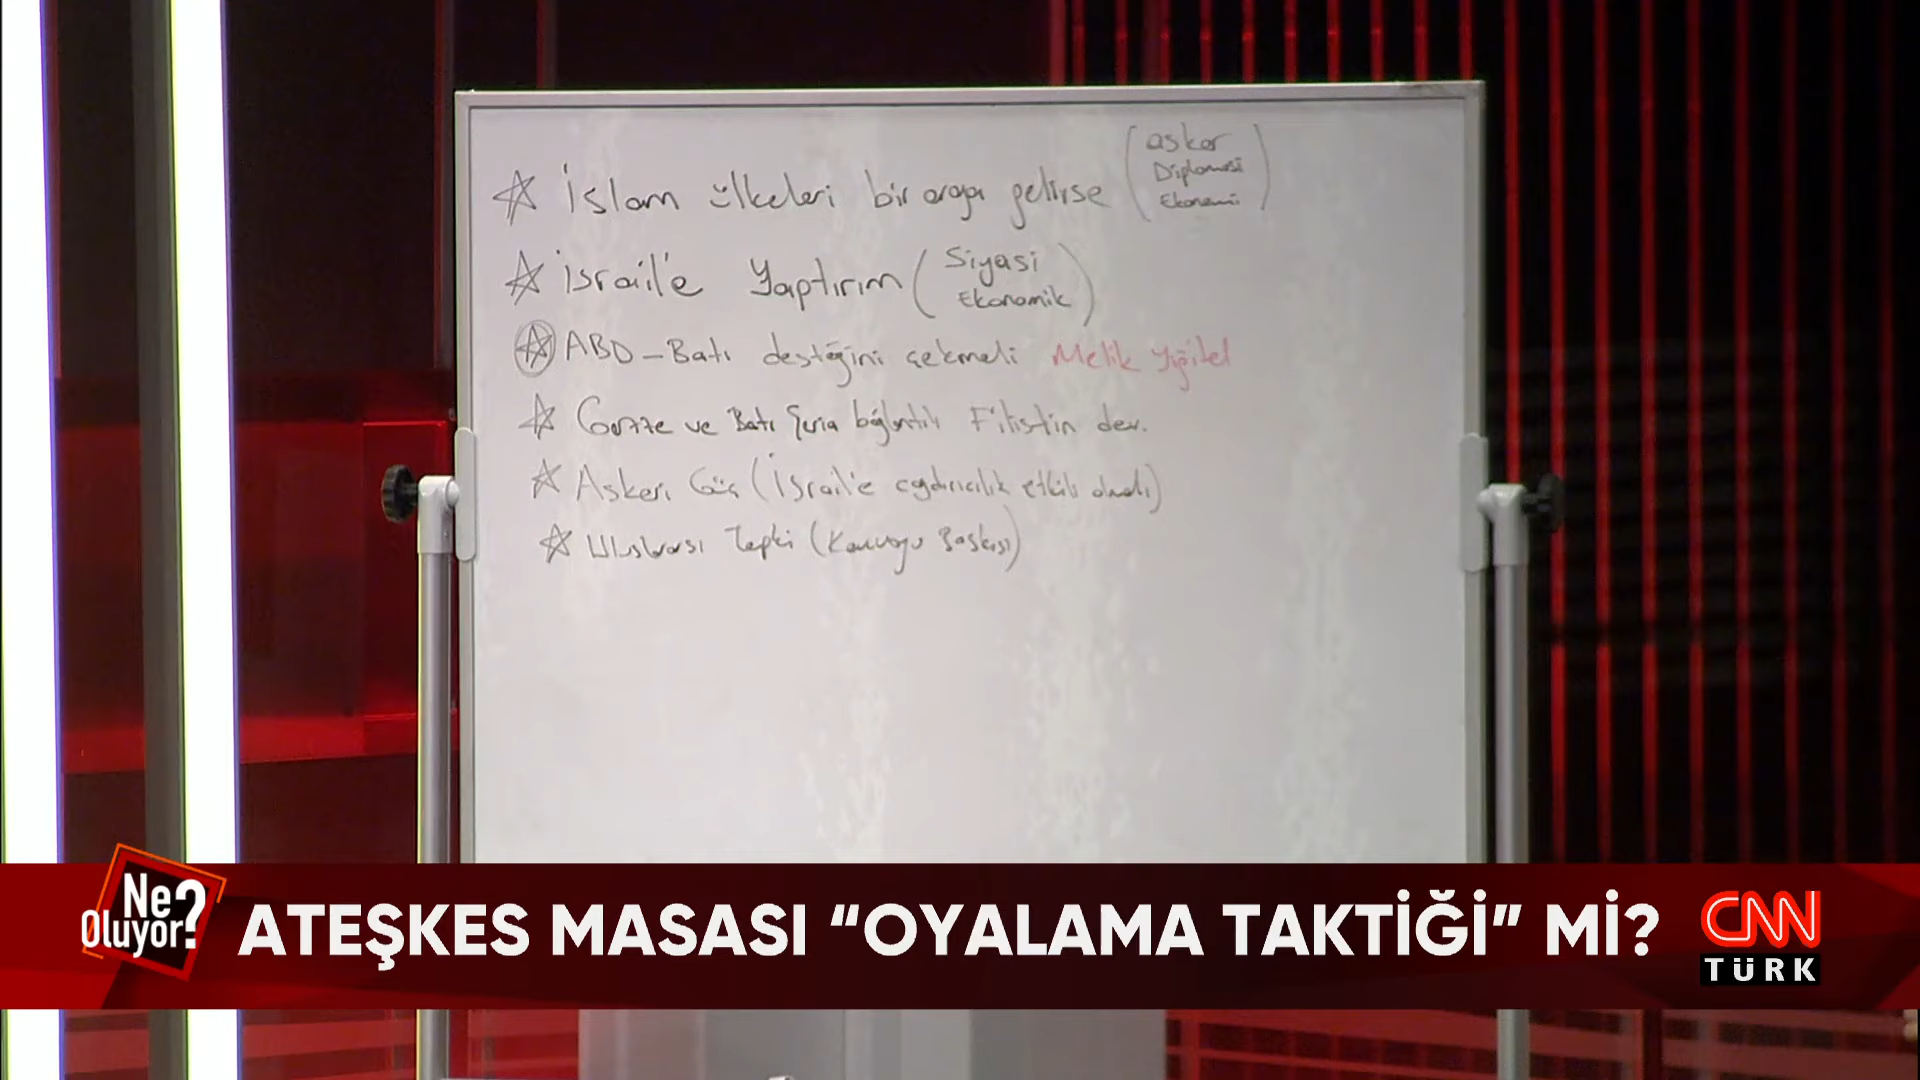 ☆ İslam ülkeleri bir araya gelirse (asker
Diplomasi
Ekonomi)
☆ İsrail'e Yaptırım (Siyasi
Ekonomik)
☆ ABD - Batı desteğini çekmeli Melik Yiğitel
☆ Gazze ve Batı Şeria bağlantılı Filistin dev.
☆ Askeri Güç (İsrail'e caydırıcılık etkili olmalı)
☆ Uluslarası Tepki (Kamuoyu Baskısı)
Ne
Oluyor?
ATEŞKES MASASI “OYALAMA TAKTİĞİ” Mİ?
CNN
TÜRK